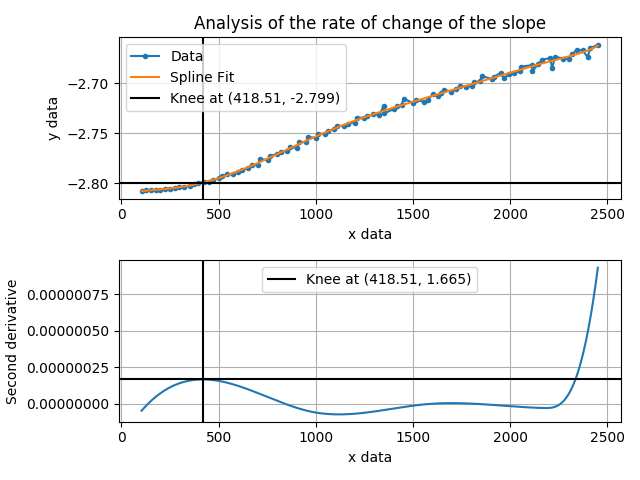 Analysis of the rate of change of the slope
Data
Spline Fit
Knee at (418.51, -2.799)
y data
−2.70
−2.75
−2.80
0 500 1000 1500 2000 2500
x data
Knee at (418.51, 1.665)
Second derivative
0.00000075
0.00000050
0.00000025
0.00000000
0 500 1000 1500 2000 2500
x data